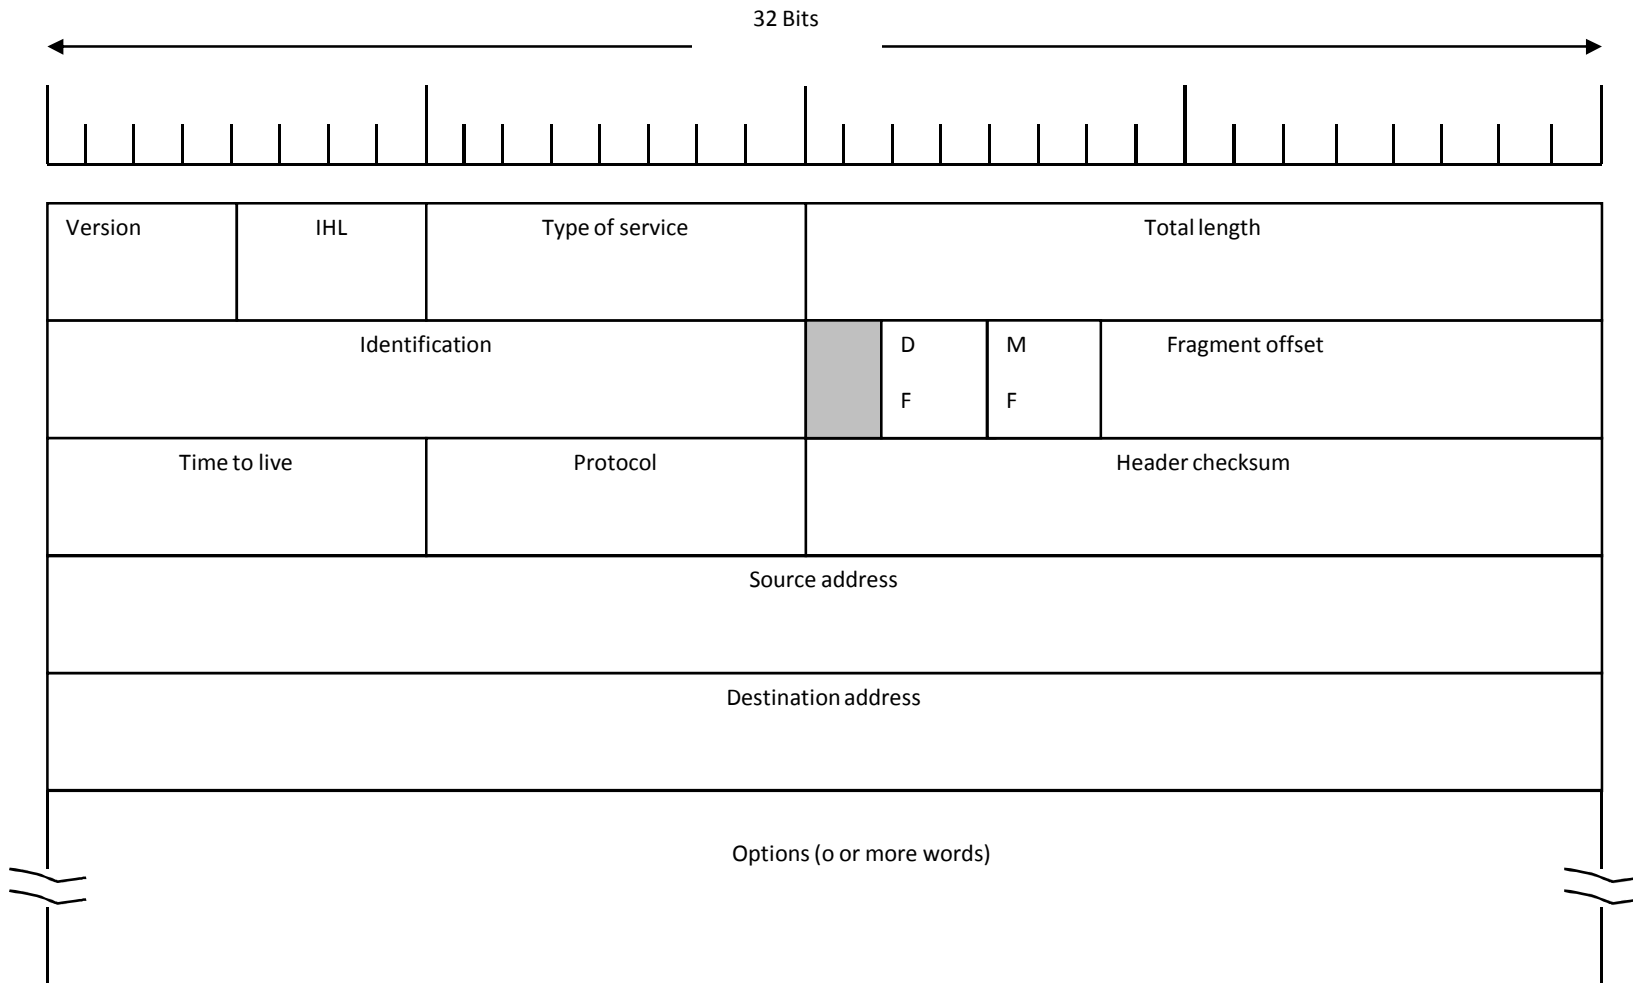 32 Bits
Version IHL Type of service Total length
Identification D M Fragment offset
F F
Time to live Protocol Header checksum
Source address
Destination address
Options (o or more words)